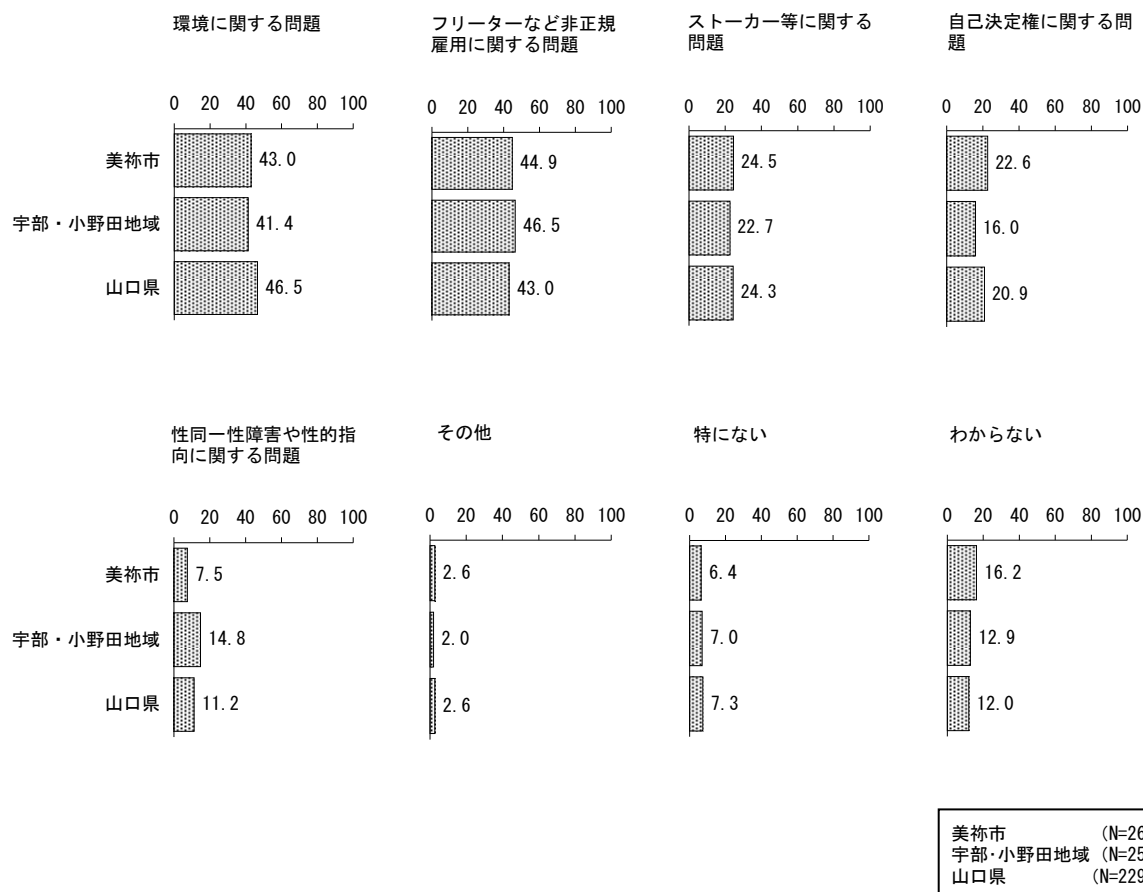 環境に関する問題
フリーターなど非正規
雇用に関する問題
ストーカー等に関する
問題
自己決定権に関する問
題
0 20 40 60 80 100
0 20 40 60 80 100
0 20 40 60 80 100
0 20 40 60 80 100
美祢市 43.0 44.9 24.5 22.6
宇部・小野田地域 41.4 46.5 22.7 16.0
山口県 46.5 43.0 24.3 20.9
性同一性障害や性的指
向に関する問題
その他
特にない
わからない
0 20 40 60 80 100
0 20 40 60 80 100
0 20 40 60 80 100
0 20 40 60 80 100
美祢市 7.5 2.6 6.4 16.2
宇部・小野田地域 14.8 2.0 7.0 12.9
山口県 11.2 2.6 7.3 12.0
美祢市 (N=26
宇部・小野田地域 (N=25
山口県 (N=229